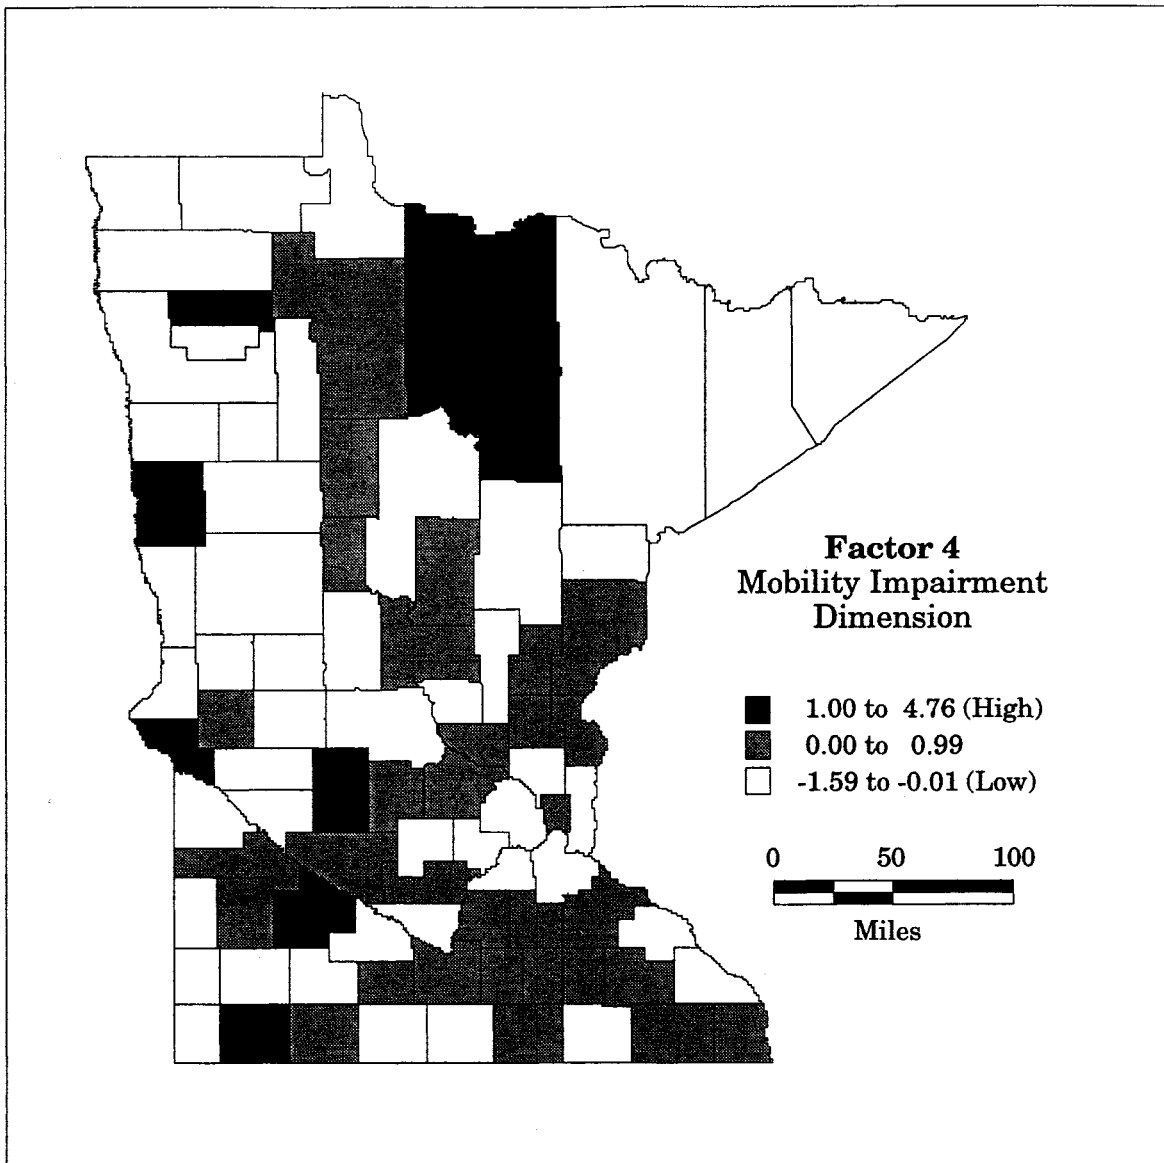 Factor 4
Mobility Impairment
Dimension
1.00 to 4.76 (High)
0.00 to 0.99
-1.59 to -0.01 (Low)
0 50 100
Miles